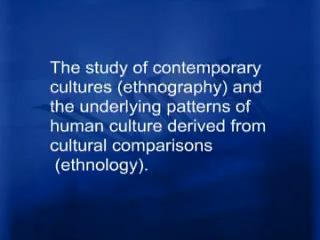 The study of contemporary
cultures (ethnography) and
the underlying patterns of
human culture derived from
cultural comparisons
(ethnology).